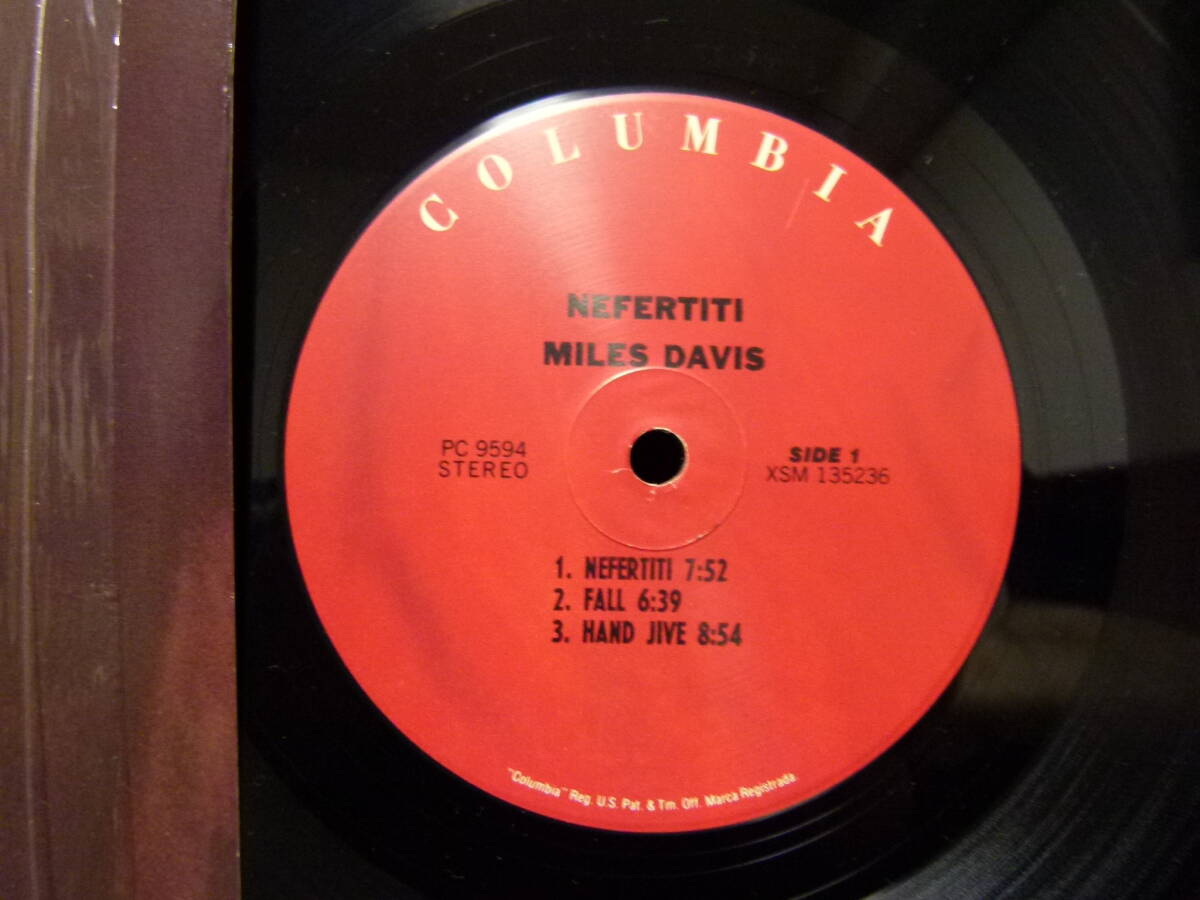 COLUMBIA
NEFERTITI
MILES DAVIS
PC 9594
STEREO
SIDE 1
XSM 135236
1. NEFERTITI 7:52
2. FALL 6:39
3. HAND JIVE 8:54
"Columbia" Reg. U.S. Pat. & Tm. Off. Marca Registrada